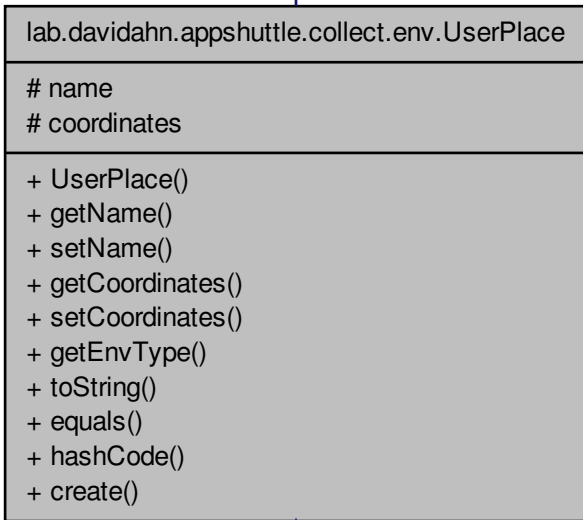 lab.davidahn.appshuttle.collect.env.UserPlace
# name
# coordinates
+ UserPlace()
+ getName()
+ setName()
+ getCoordinates()
+ setCoordinates()
+ getEnvType()
+ toString()
+ equals()
+ hashCode()
+ create()